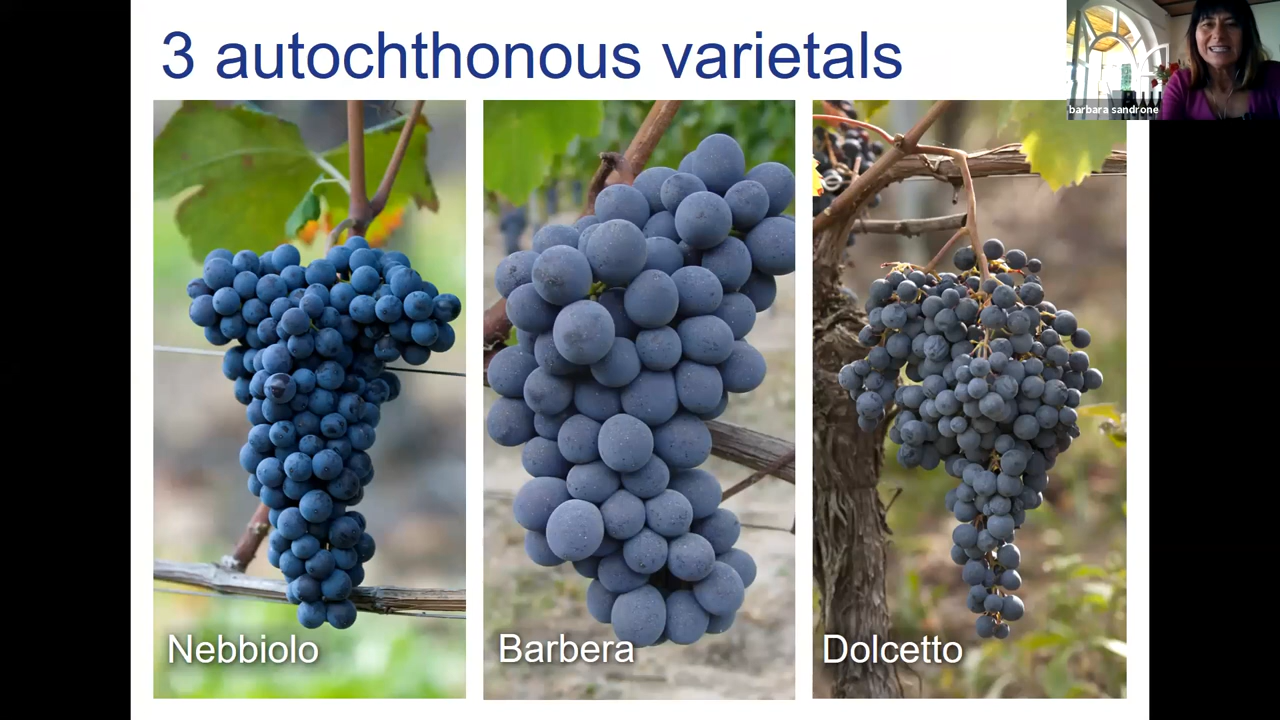 3 autochthonous varietals
barbara sandrone
Nebbiolo
Barbera
Dolcetto